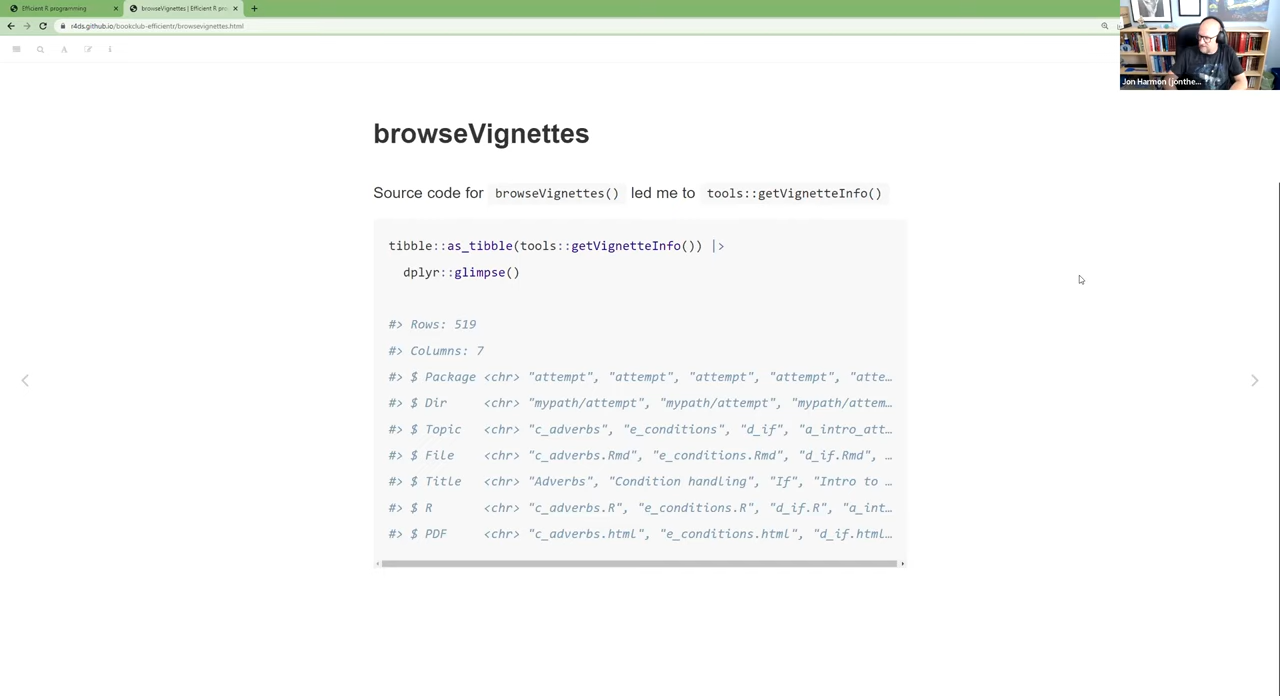 Efficient R programming
browseVignettes | Efficient R pro
r4ds.github.io/bookclub-efficientr/browsevignettes.html
Jon Harmon (jonthe...
browseVignettes
Source code for browseVignettes() led me to tools::getVignetteInfo()
tibble::as_tibble(tools::getVignetteInfo()) |>
dplyr::glimpse()
#> Rows: 519
#> Columns: 7
#> $ Package <chr> "attempt", "attempt", "attempt", "attempt", "atte…
#> $ Dir <chr> "mypath/attempt", "mypath/attempt", "mypath/attem…
#> $ Topic <chr> "c_adverbs", "e_conditions", "d_if", "a_intro_att…
#> $ File <chr> "c_adverbs.Rmd", "e_conditions.Rmd", "d_if.Rmd", …
#> $ Title <chr> "Adverbs", "Condition handling", "If", "Intro to …
#> $ R <chr> "c_adverbs.R", "e_conditions.R", "d_if.R", "a_int…
#> $ PDF <chr> "c_adverbs.html", "e_conditions.html", "d_if.html…